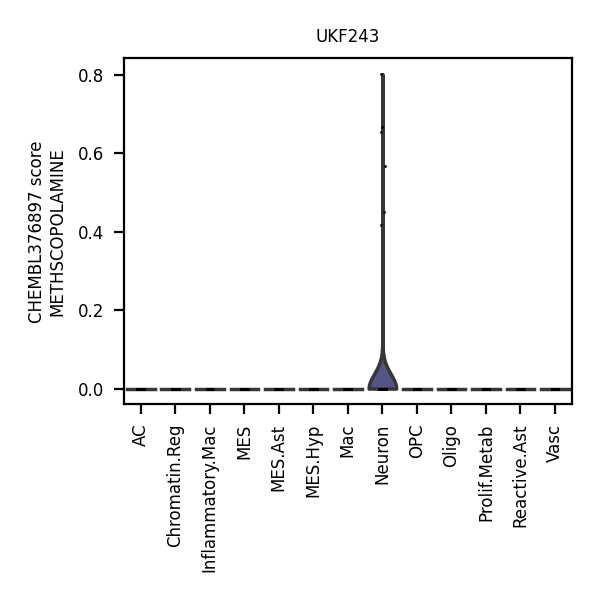 UKF243
CHEMBL376897 score
METHSCOPOLAMINE
0.8
0.6
0.4
0.2
0.0
AC
Chromatin.Reg
Inflammatory.Mac
MES
MES.Ast
MES.Hyp
Mac
Neuron
OPC
Oligo
Prolif.Metab
Reactive.Ast
Vasc